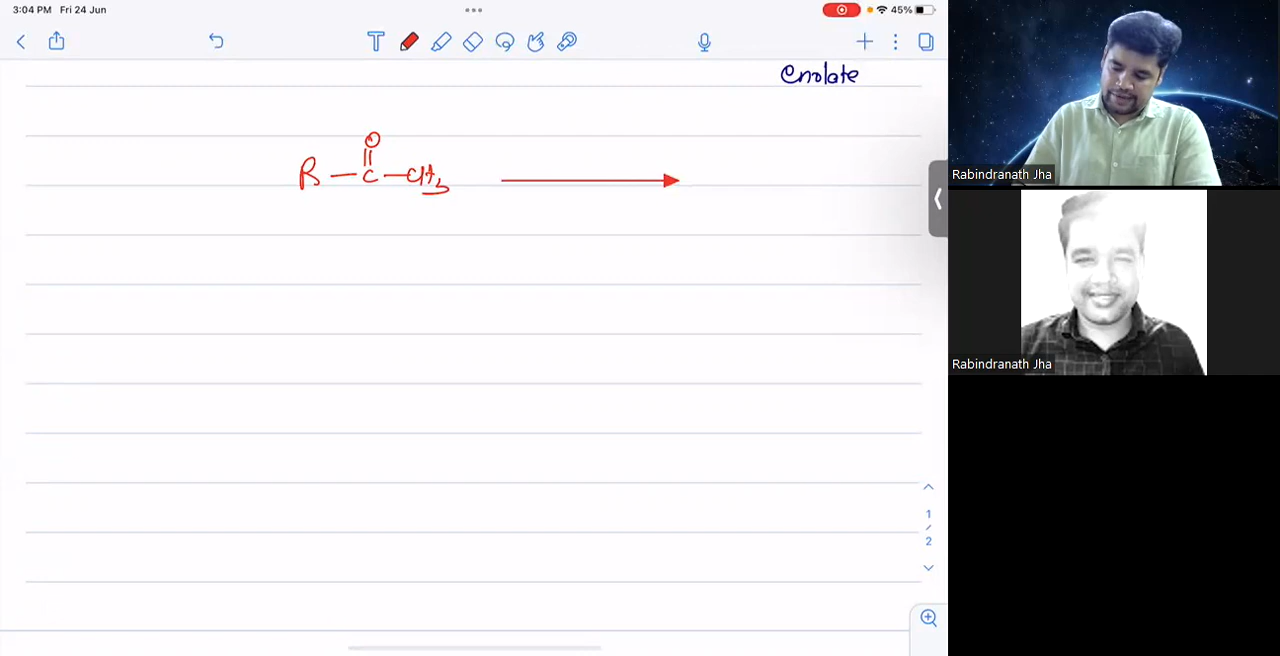 3:04 PM Fri 24 Jun
45%
T
Enolate
O
R — C — CH3
1
2
Rabindranath Jha
Rabindranath Jha